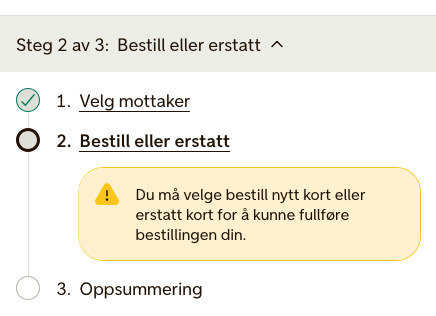 Steg 2 av 3: Bestill eller erstatt
1. Velg mottaker
2. Bestill eller erstatt
Du må velge bestill nytt kort eller
erstatt kort for å kunne fullføre
bestillingen din.
3. Oppsummering